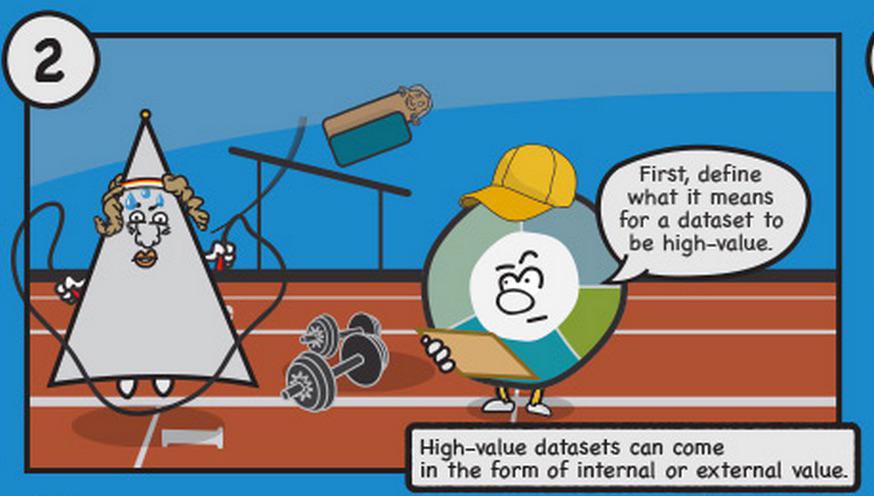 2
First, define
what it means
for a dataset to
be high-value.
High-value datasets can come
in the form of internal or external value.